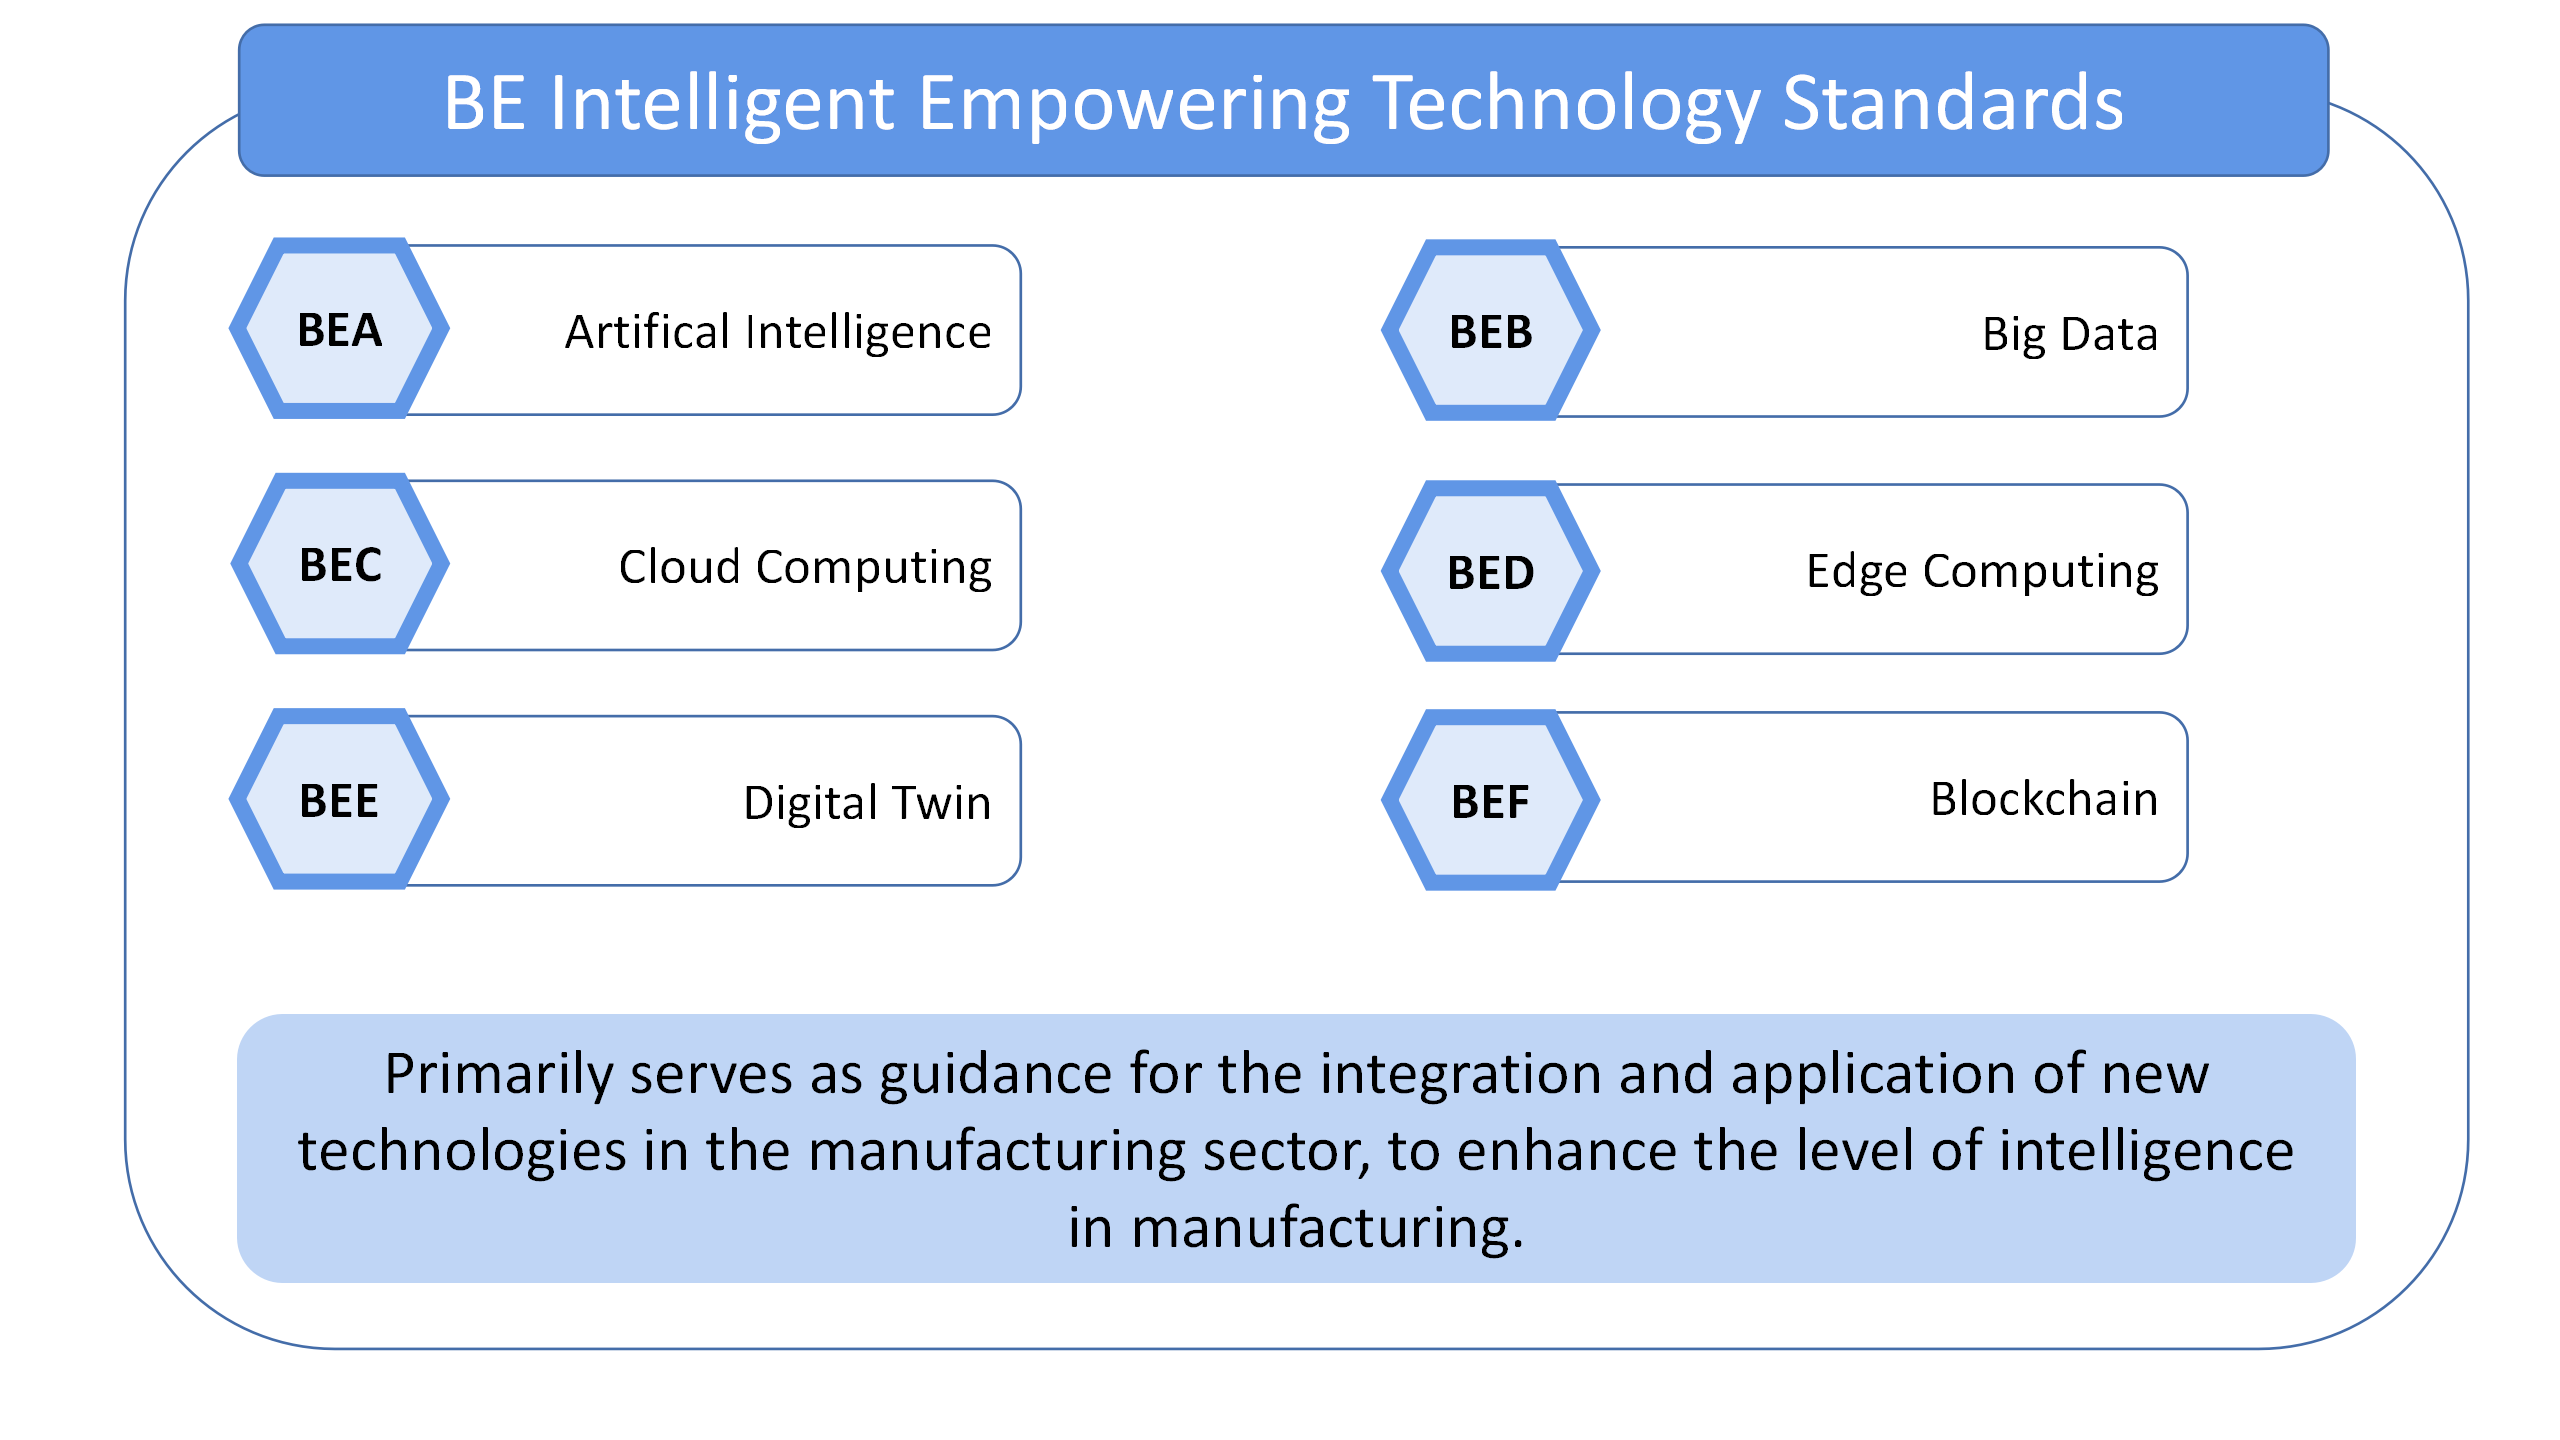 BE Intelligent Empowering Technology Standards
BEA
Artifical Intelligence
BEB
Big Data
BEC
Cloud Computing
BED
Edge Computing
BEE
Digital Twin
BEF
Blockchain
Primarily serves as guidance for the integration and application of new
technologies in the manufacturing sector, to enhance the level of intelligence
in manufacturing.